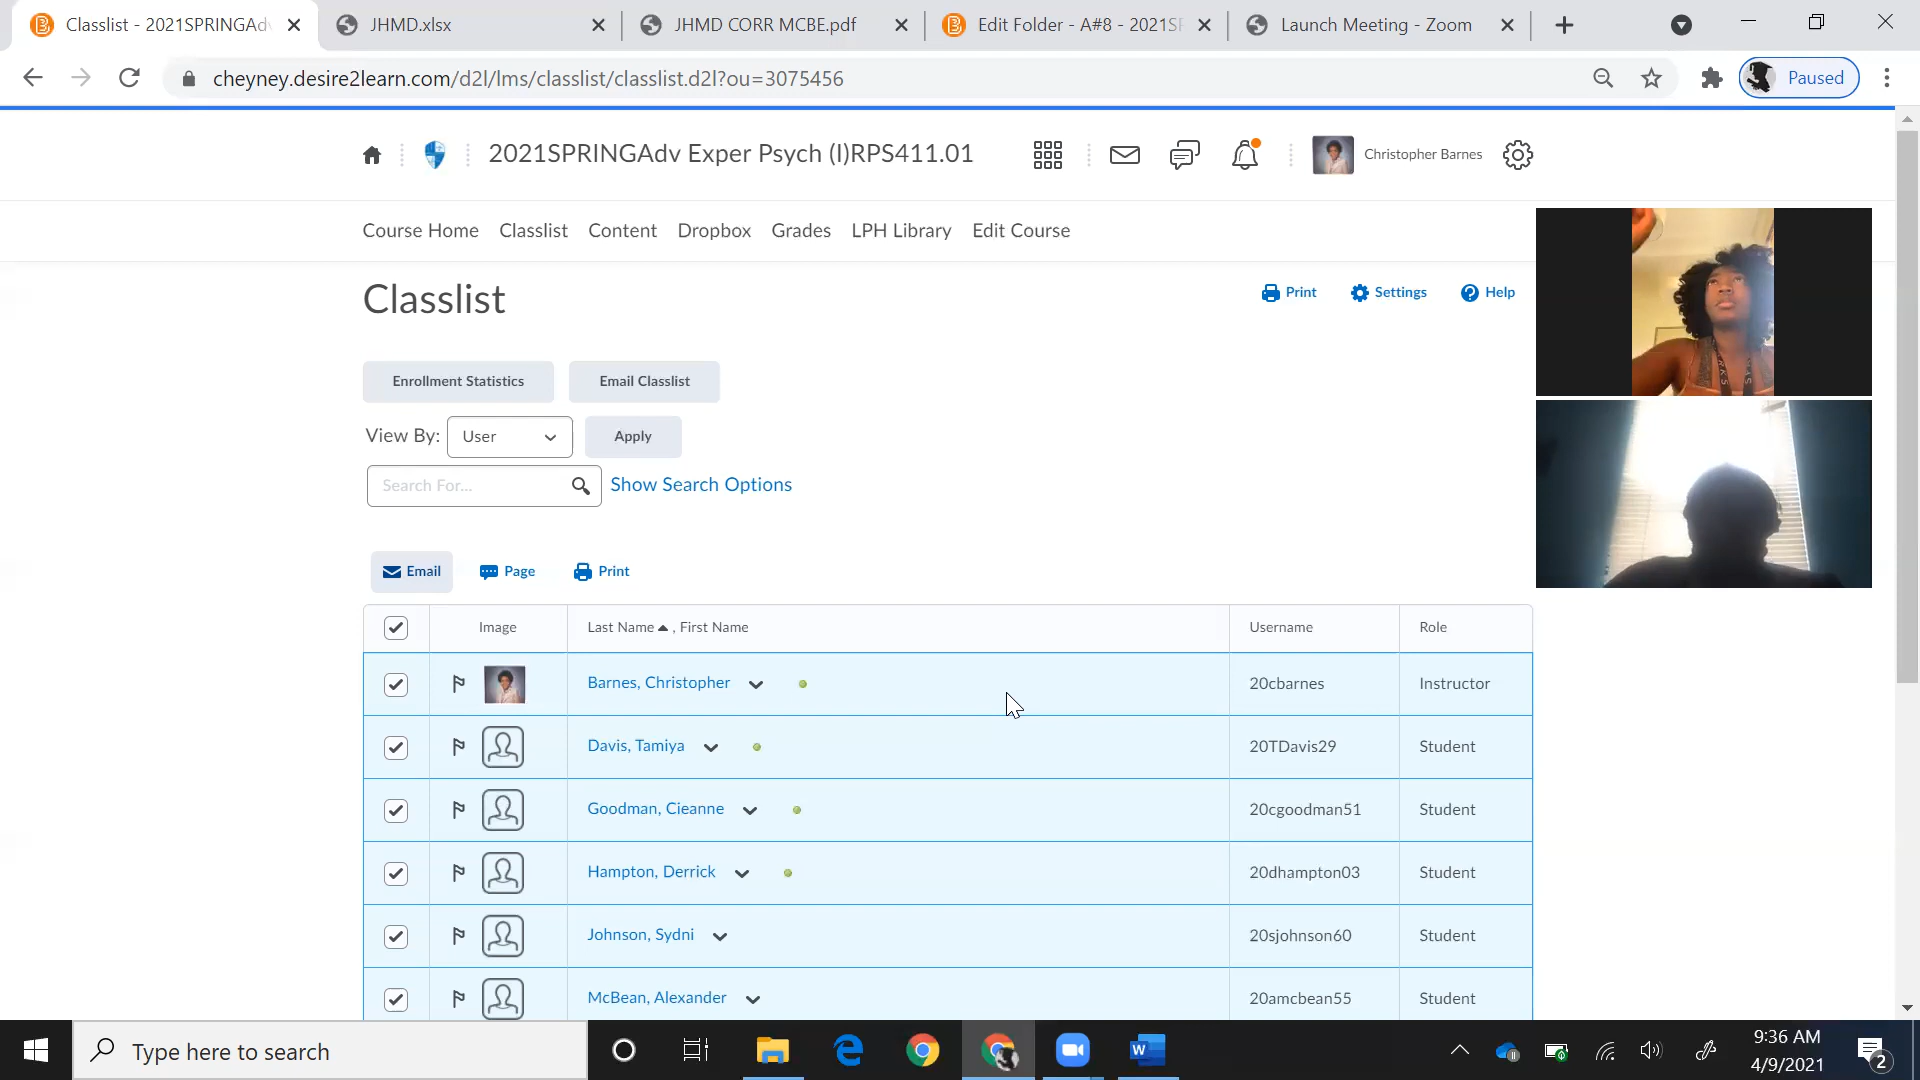 Classlist - 2021SPRINGAdv
JHMD.xlsx
JHMD CORR MCBE.pdf
Edit Folder - A#8 - 2021SP
Launch Meeting - Zoom
cheyney.desire2learn.com/d2l/lms/classlist/classlist.d2l?ou=3075456
Paused
2021SPRINGAdv Exper Psych (I)RPS411.01
Christopher Barnes
Course Home Classlist Content Dropbox Grades LPH Library Edit Course
Classlist
Print Settings Help
Enrollment Statistics Email Classlist
View By: User Apply
Search For... Show Search Options
Email Page Print
Image Last Name , First Name Username Role
Barnes, Christopher 20cbarnes Instructor
Davis, Tamiya 20TDavis29 Student
Goodman, Cieanne 20cgoodman51 Student
Hampton, Derrick 20dhampton03 Student
Johnson, Sydni 20sjohnson60 Student
McBean, Alexander 20amcbean55 Student
Type here to search
W
9:36 AM
4/9/2021
2